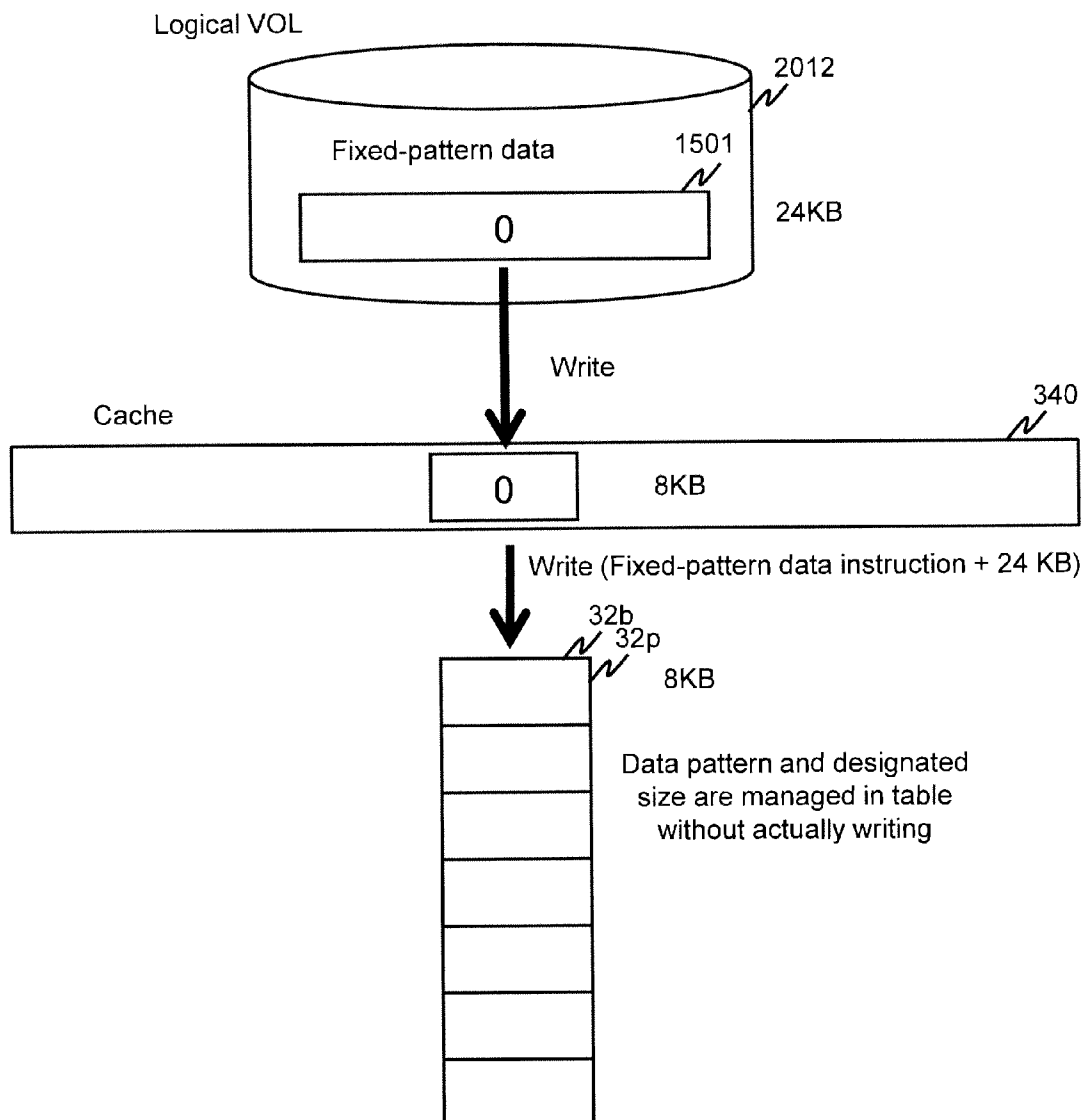 Logical VOL
2012
Fixed-pattern data
1501
0
24KB
Write
Cache
340
0
8KB
Write (Fixed-pattern data instruction + 24 KB)
32b
32p
8KB
Data pattern and designated
size are managed in table
without actually writing